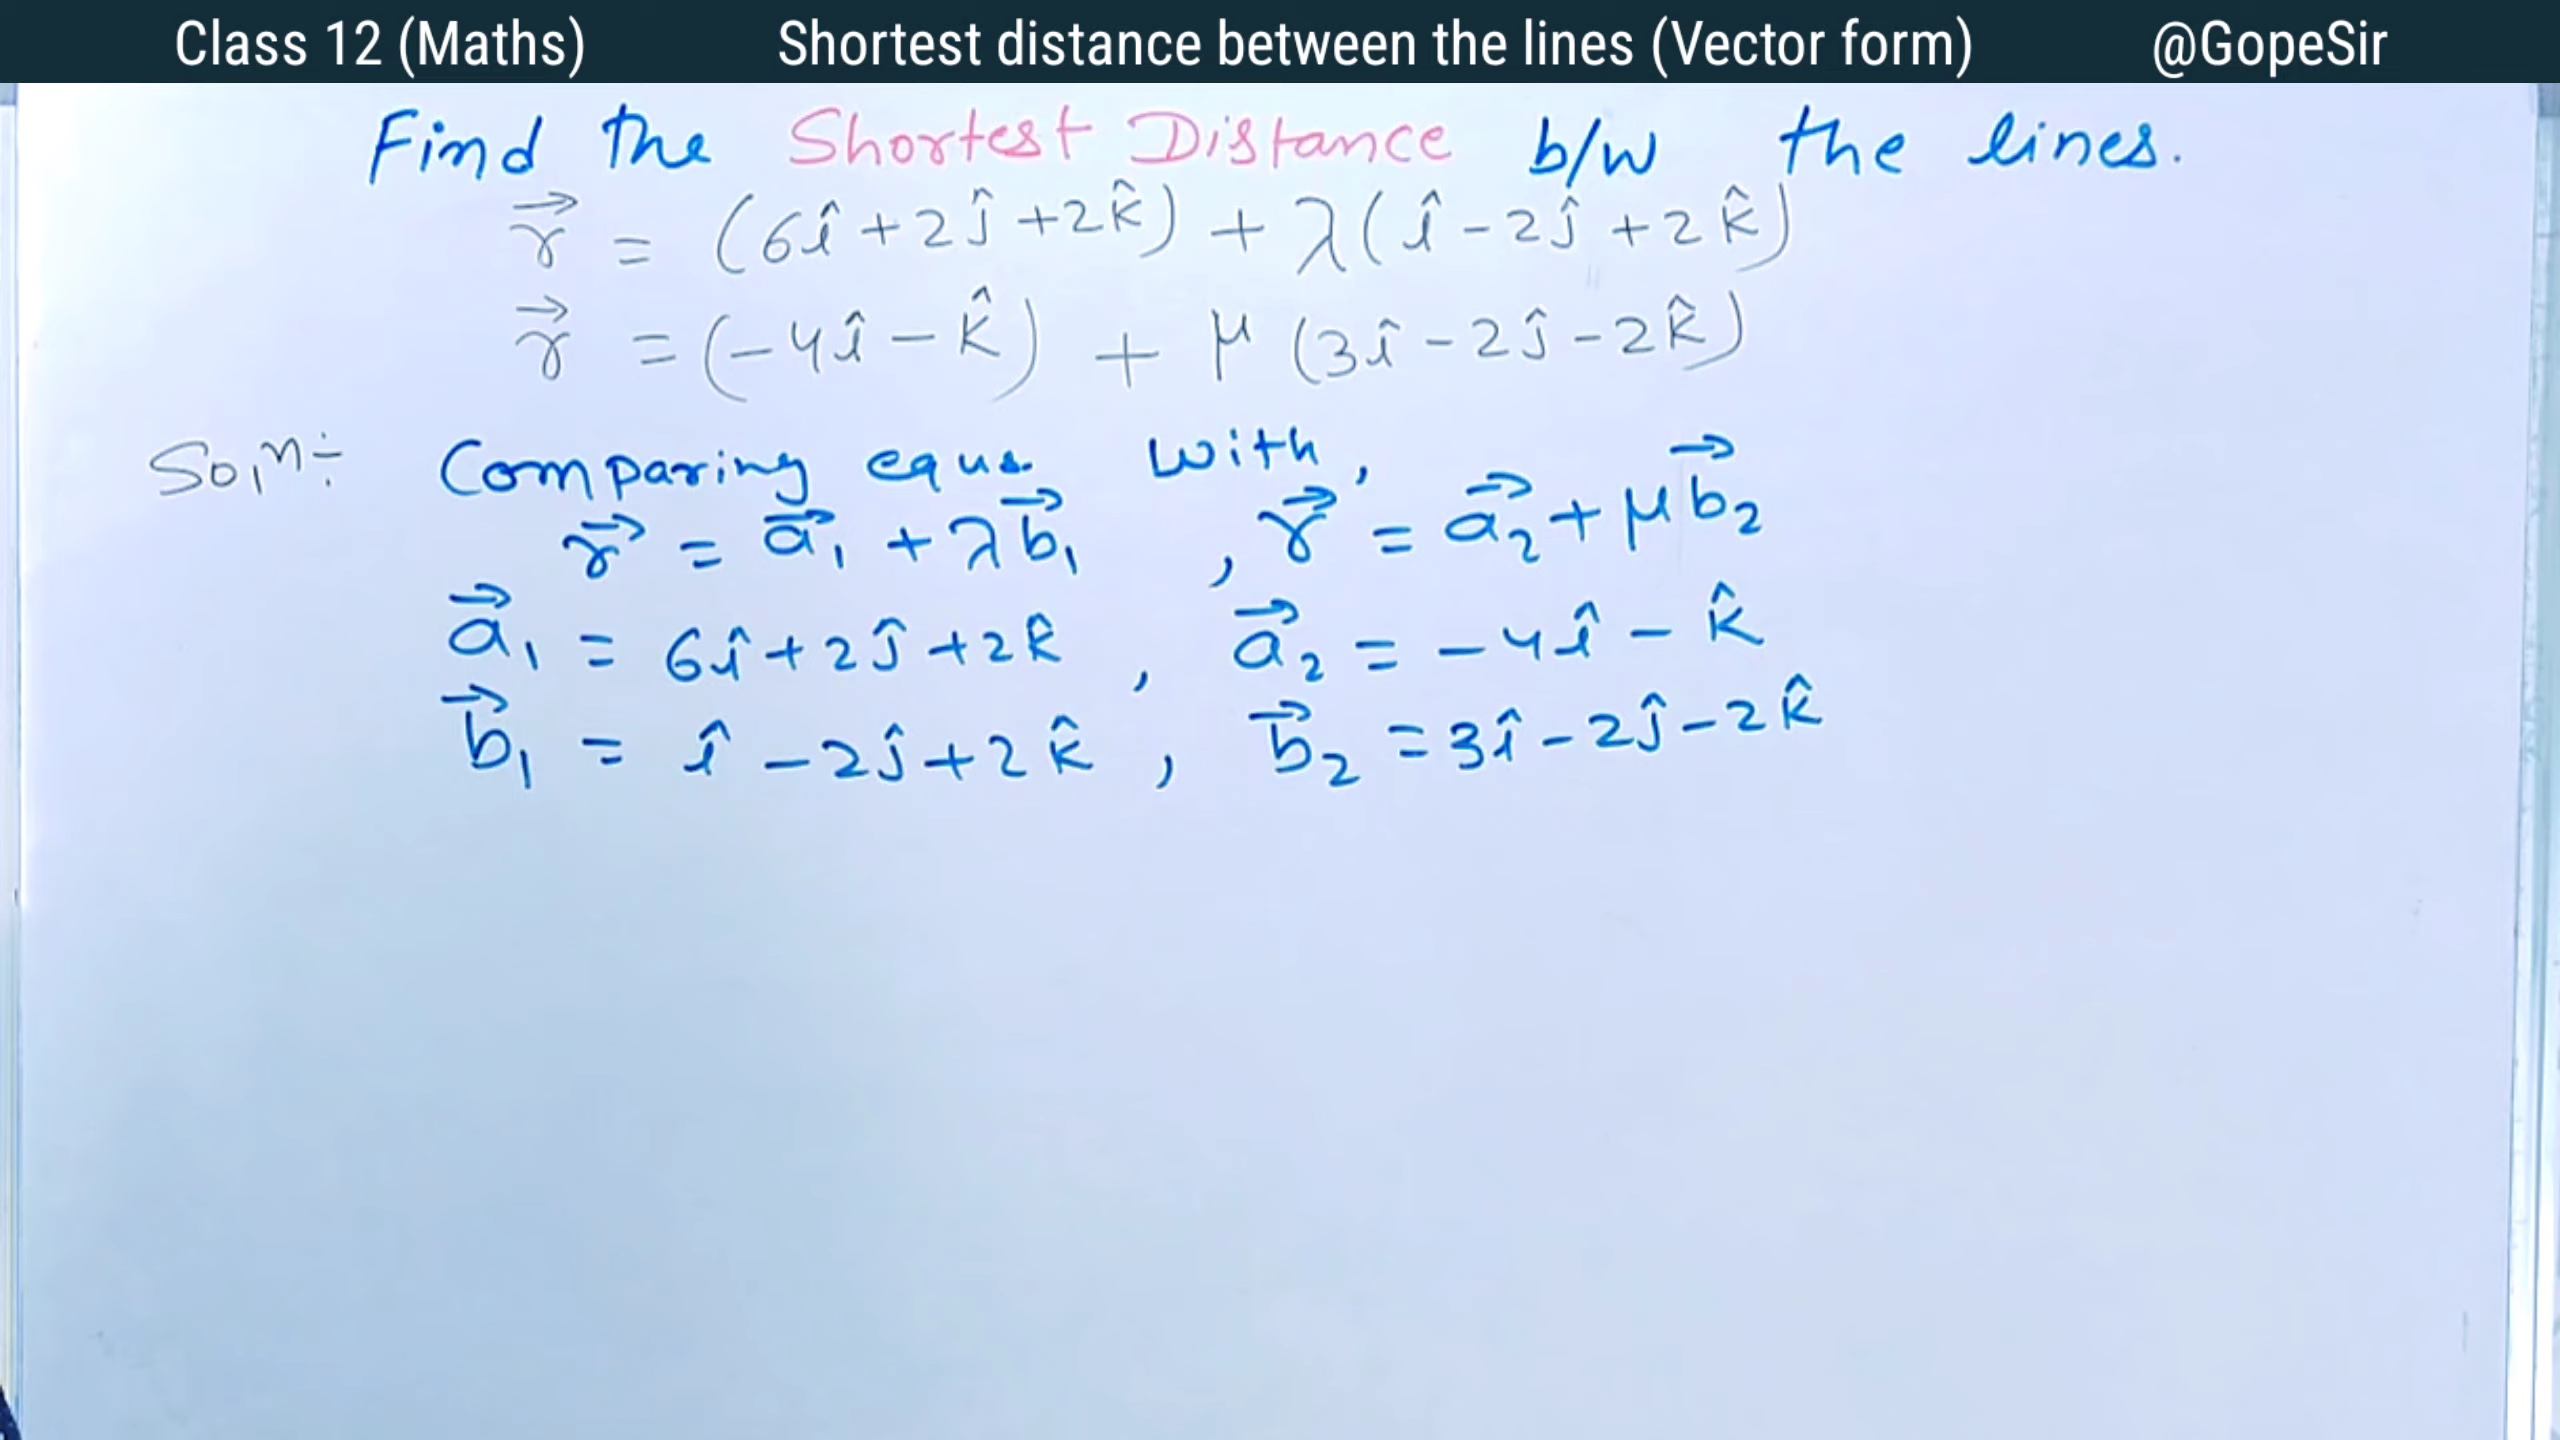 Class 12 (Maths) Shortest distance between the lines (Vector form) @GopeSir
Find the Shortest Distance b/w the lines.
r⃗ = (6î + 2ĵ + 2k̂) + λ(î - 2ĵ + 2k̂)
r⃗ = (-4î - k̂) + μ (3î - 2ĵ - 2k̂)
Solⁿ÷ Comparing equs. with,
r⃗ = a⃗₁ + λb⃗₁ , r⃗ = a⃗₂ + μb⃗₂
a⃗₁ = 6î + 2ĵ + 2k̂ , a⃗₂ = -4î - k̂
b⃗₁ = î - 2ĵ + 2k̂ , b⃗₂ = 3î - 2ĵ - 2k̂